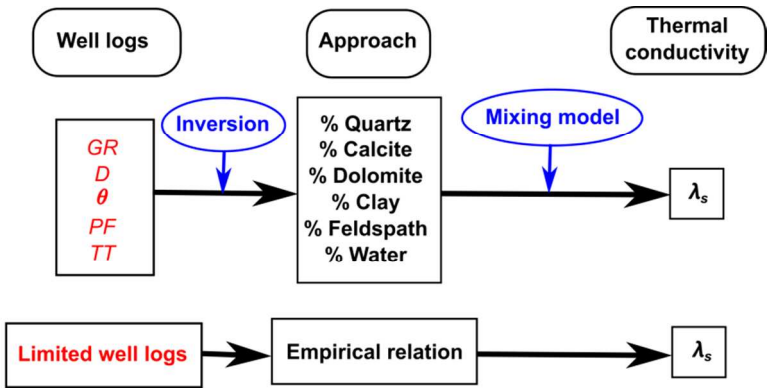 Well logs
Approach
Thermal
conductivity
Inversion
Mixing model
GR
D
θ
PF
TT
% Quartz
% Calcite
% Dolomite
% Clay
% Feldspath
% Water
λs
Limited well logs
Empirical relation
λs